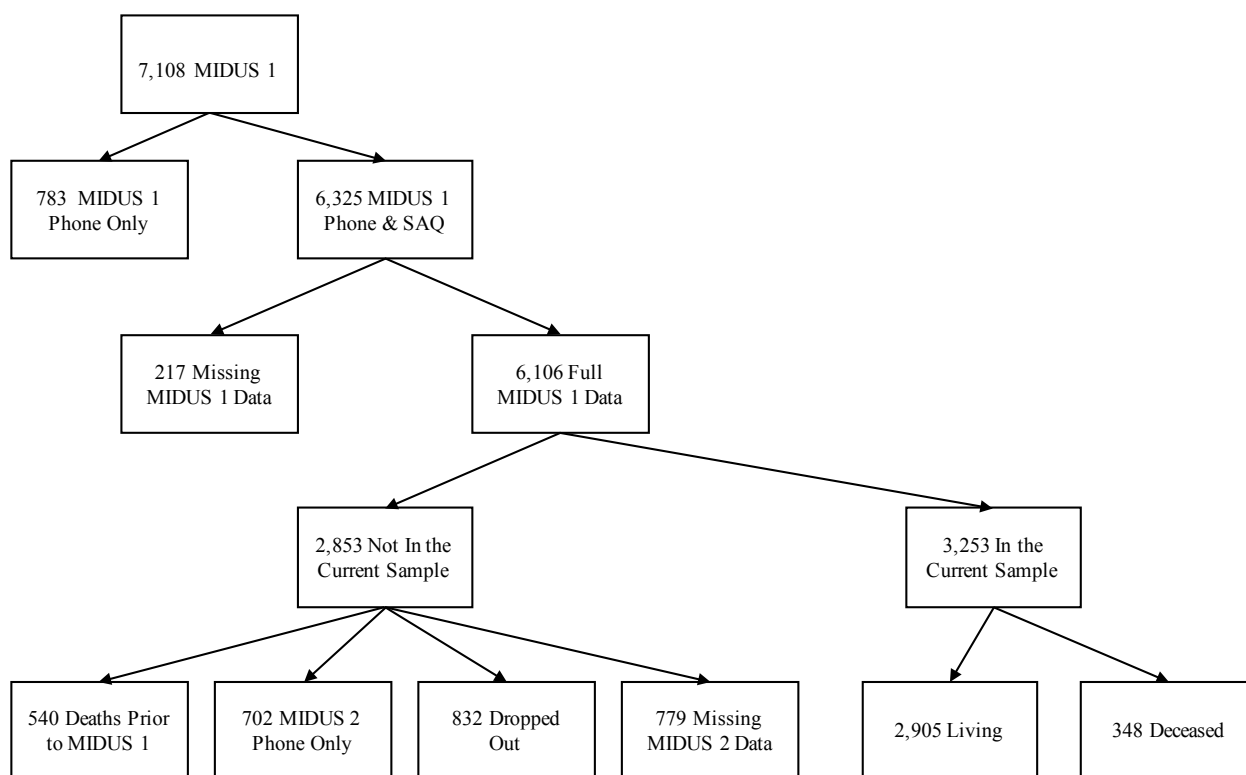 7,108 MIDUS 1
783 MIDUS 1
Phone Only
6,325 MIDUS 1
Phone & SAQ
217 Missing
MIDUS 1 Data
6,106 Full
MIDUS 1 Data
2,853 Not In the
Current Sample
3,253 In the
Current Sample
540 Deaths Prior
to MIDUS 1
702 MIDUS 2
Phone Only
832 Dropped
Out
779 Missing
MIDUS 2 Data
2,905 Living
348 Deceased